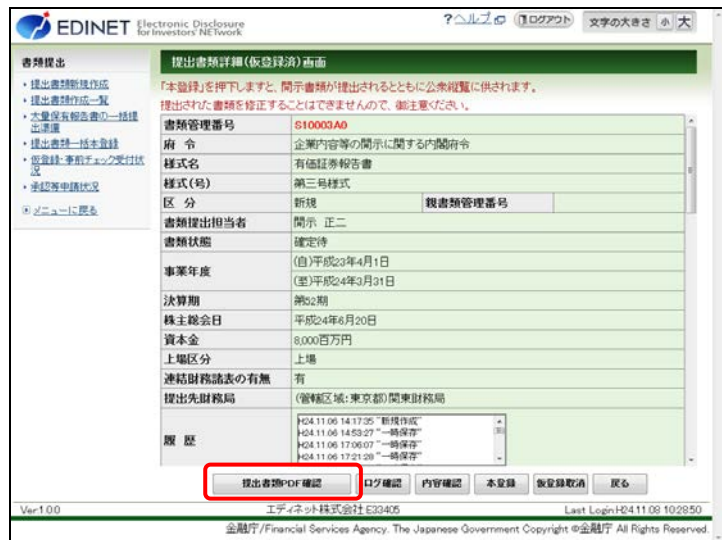 EDINET Electronic Disclosure
for Investors' NETwork
?ヘルプ ログアウト 文字の大きさ 小 大
書類提出
・提出書類新規作成
・提出書類作成一覧
・大量保有報告書の一括提
出準備
・提出書類一括本登録
・仮登録・事前チェック受付状
況
・承認等申請状況
メニューに戻る
提出書類詳細(仮登録済)画面
「本登録」を押下しますと、開示書類が提出されるとともに公衆縦覧に供されます。
提出された書類を修正することはできませんので、御注意ください。
書類管理番号 S10003A0
府 令 企業内容等の開示に関する内閣府令
様式名 有価証券報告書
様式(号) 第三号様式
区 分 新規 親書類管理番号
書類提出担当者 開示 正二
書類状態 確定待
事業年度 (自)平成23年4月1日
(至)平成24年3月31日
決算期 第52期
株主総会日 平成24年6月20日
資本金 8,000百万円
上場区分 上場
連結財務諸表の有無 有
提出先財務局 (管轄区域:東京都)関東財務局
履 歴 H24.11.06 14:17:35 "新規作成"
H24.11.06 14:53:27 "一時保存"
H24.11.06 17:06:07 "一時保存"
H24.11.06 17:21:28 "一時保存"
提出書類PDF確認 ログ確認 内容確認 本登録 仮登録取消 戻る
Ver.1.0.0 エディネット株式会社:E33405 Last Login:H24.11.08 10:28:50
金融庁/Financial Services Agency. The Japanese Government Copyright ©金融庁 All Rights Reserved.